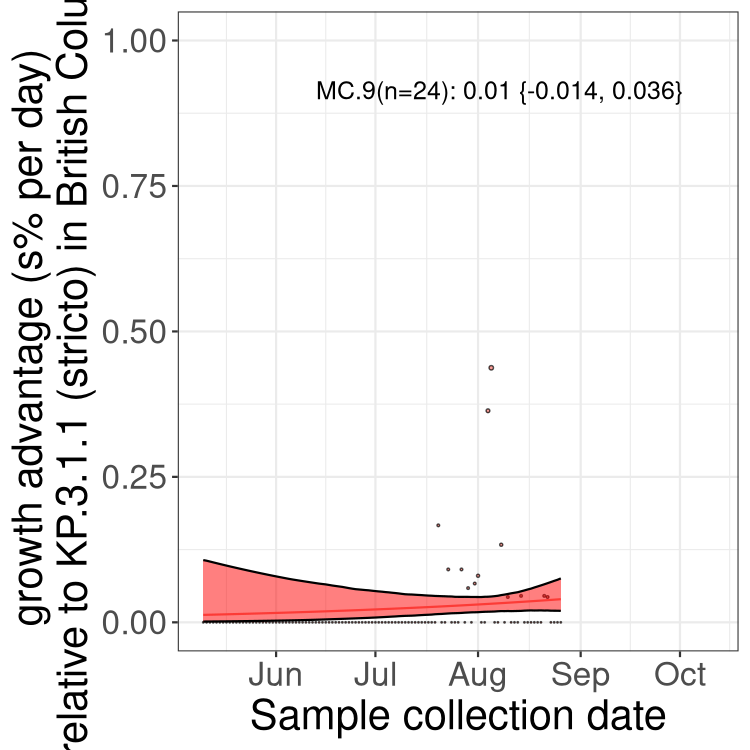 growth advantage (s% per day)
relative to KP.3.1.1 (stricto) in British Colu
1.00
0.75
0.50
0.25
0.00
MC.9(n=24): 0.01 {-0.014, 0.036}
Jun Jul Aug Sep Oct
Sample collection date